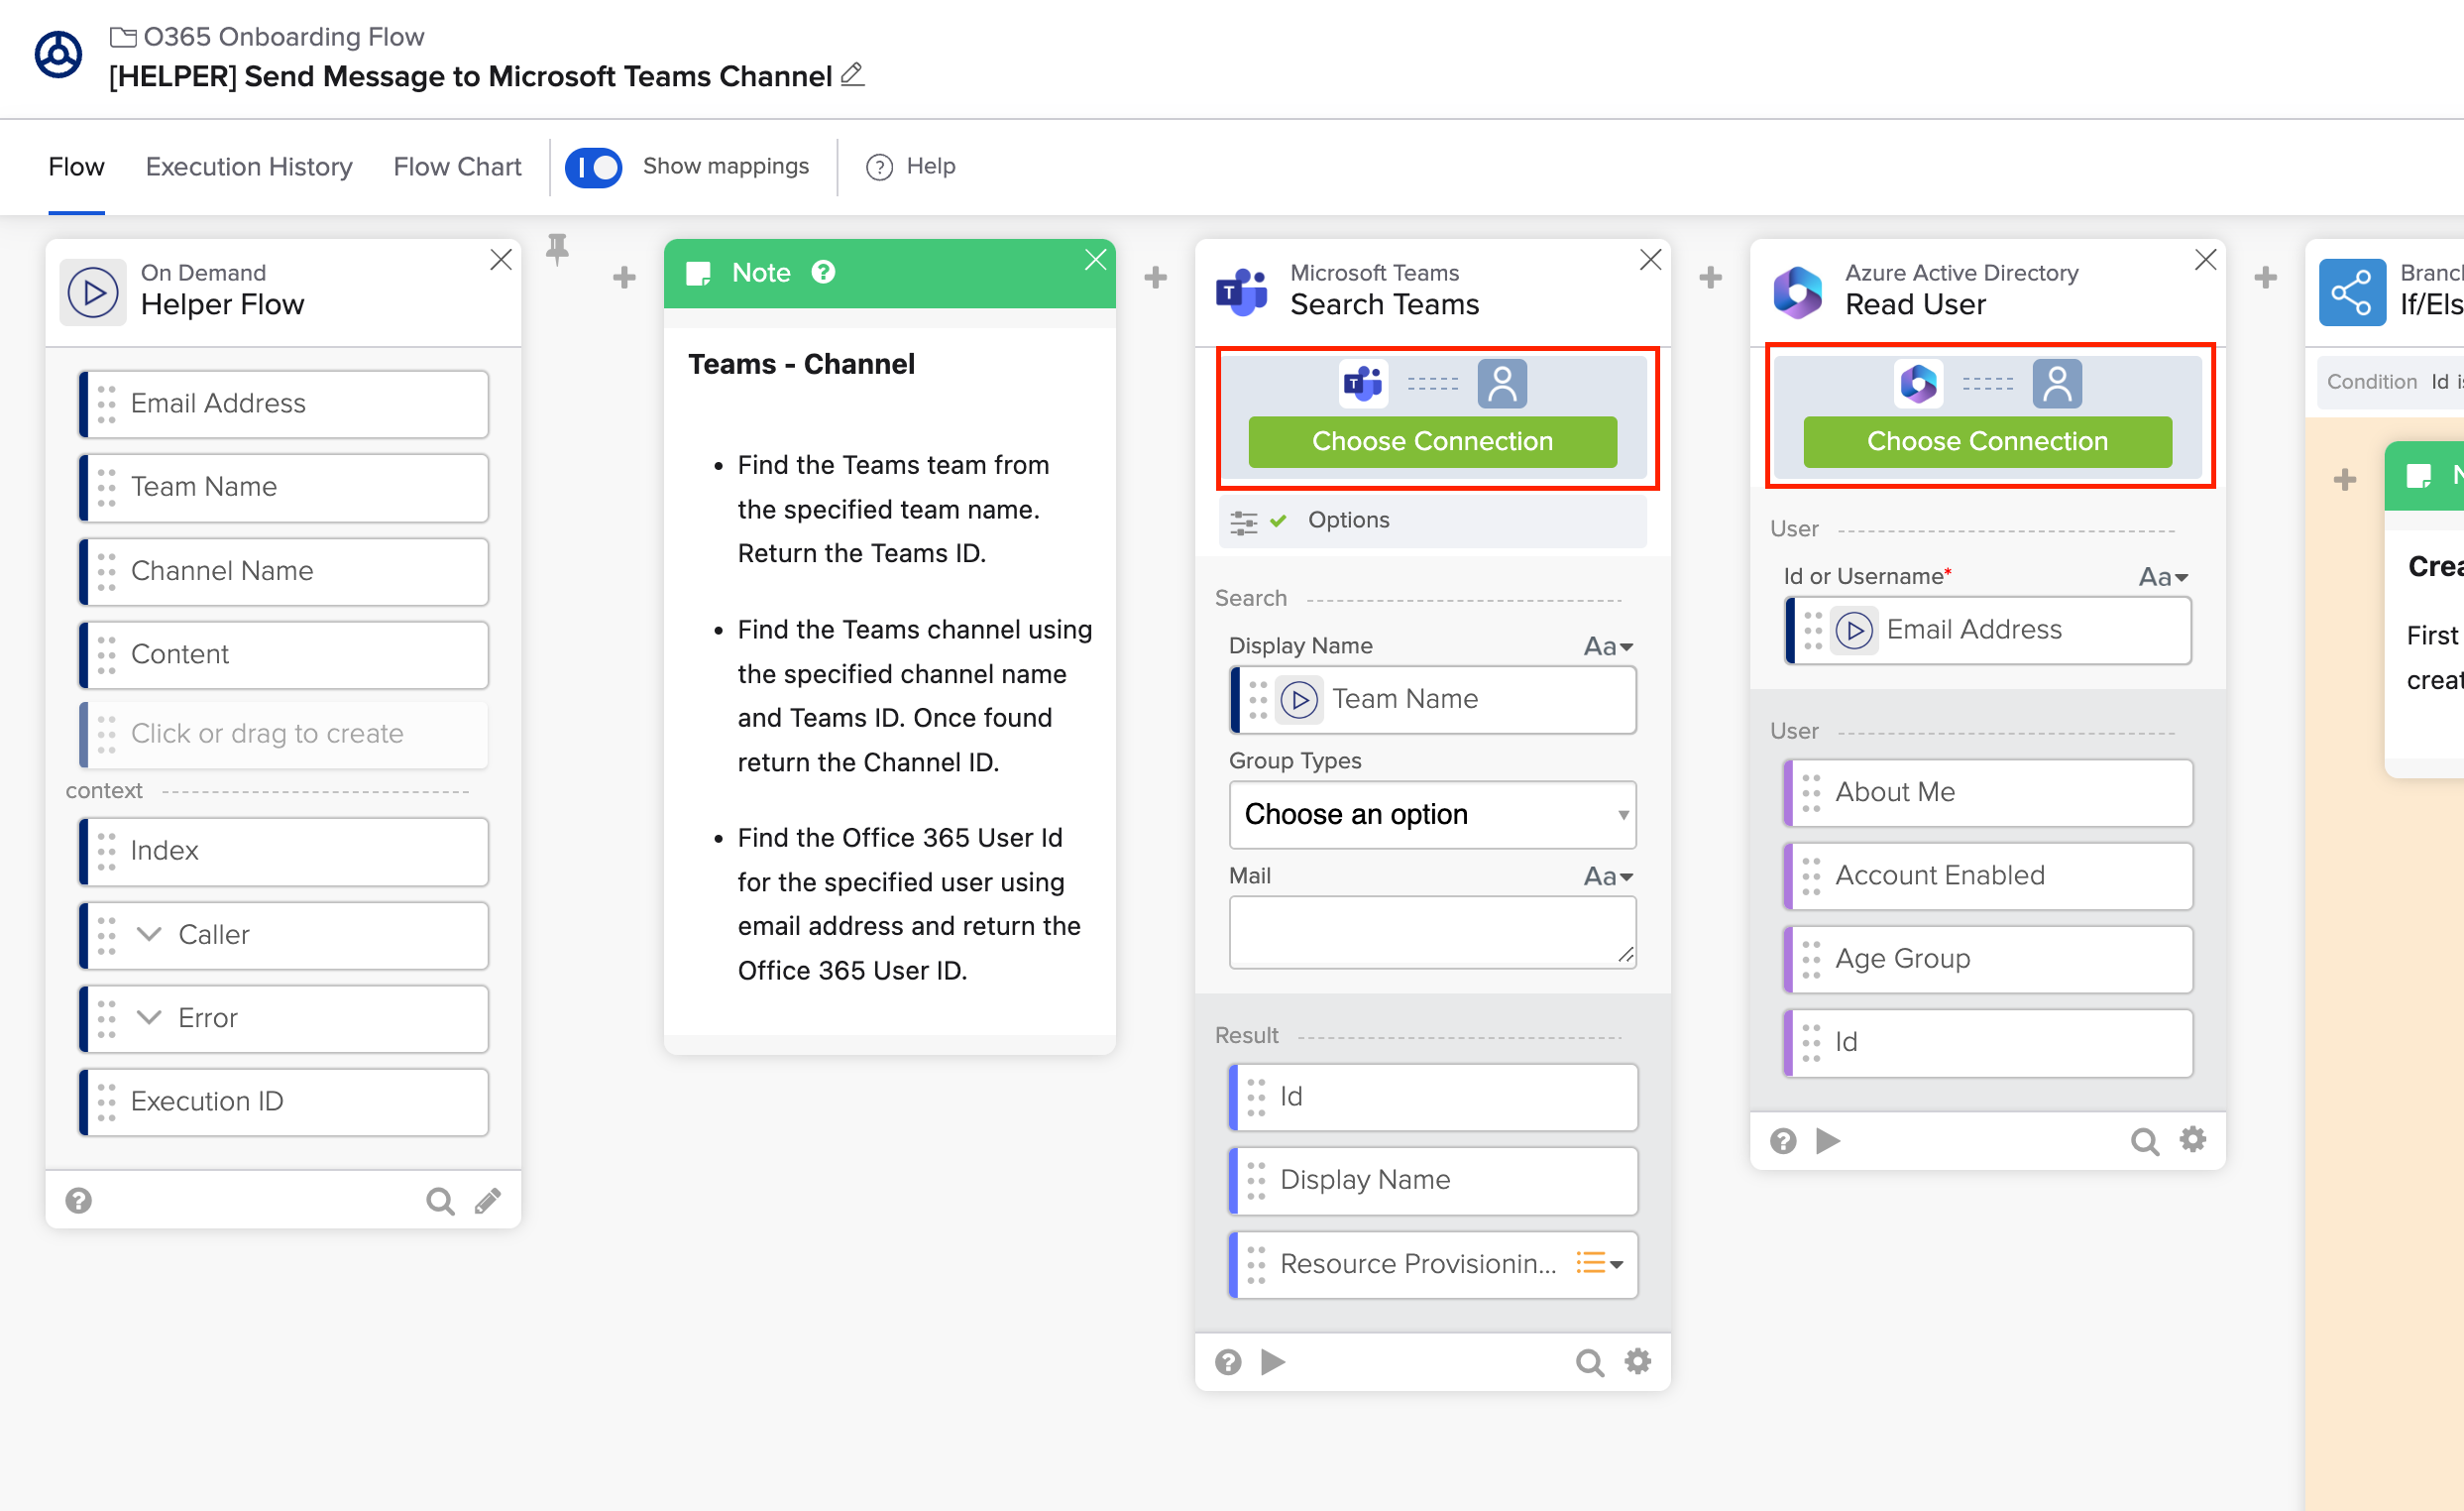 O365 Onboarding Flow
[HELPER] Send Message to Microsoft Teams Channel
Flow
Execution History
Flow Chart
Show mappings
Help
On Demand
Helper Flow
Email Address
Team Name
Channel Name
Content
Click or drag to create
context
Index
Caller
Error
Execution ID
Note
Teams - Channel
• Find the Teams team from
the specified team name.
Return the Teams ID.
• Find the Teams channel using
the specified channel name
and Teams ID. Once found
return the Channel ID.
• Find the Office 365 User Id
for the specified user using
email address and return the
Office 365 User ID.
Microsoft Teams
Search Teams
Choose Connection
Options
Search
Display Name
Aa
Team Name
Group Types
Choose an option
Mail
Aa
Result
Id
Display Name
Resource Provisionin...
Azure Active Directory
Read User
Choose Connection
User
Id or Username*
Aa
Email Address
User
About Me
Account Enabled
Age Group
Id
Condition Id
First